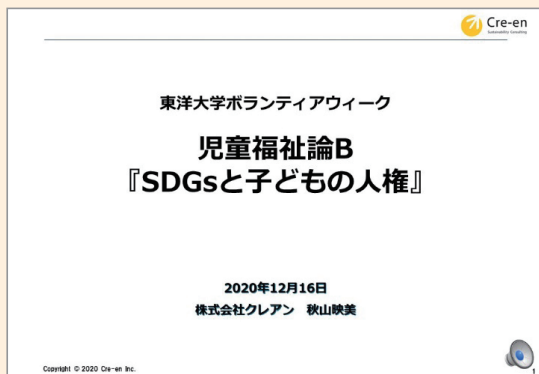 Cre-en
Sustainability Consulting
東洋大学ボランティアウィーク
児童福祉論B
『SDGsと子どもの人権』
2020年12月16日
株式会社クレアン 秋山映美
Copyright © 2020 Cre-en Inc.
1